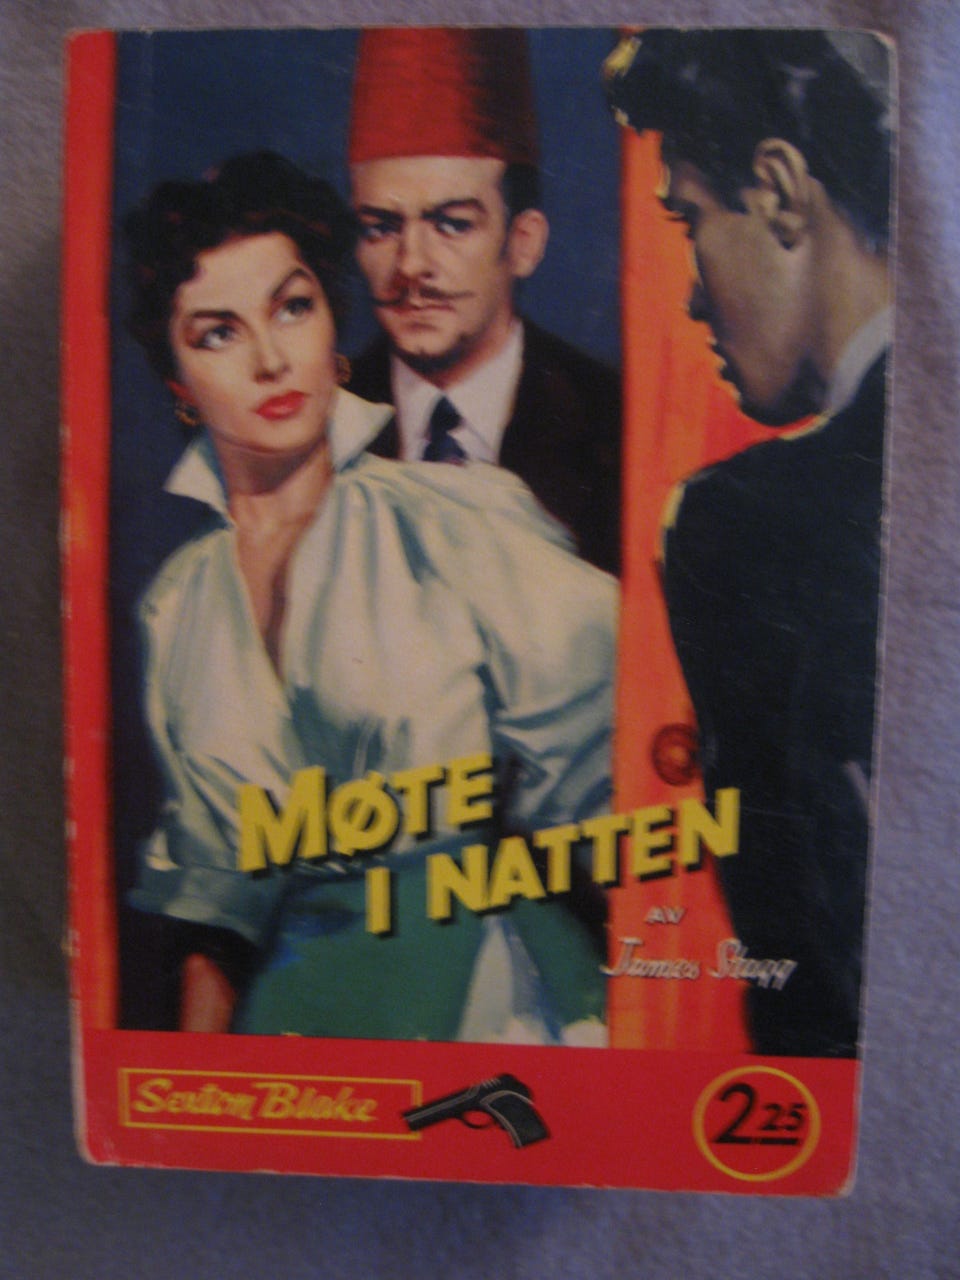 MØTE
I NATTEN
AV
James Stagg
Sexton Blake
2 25